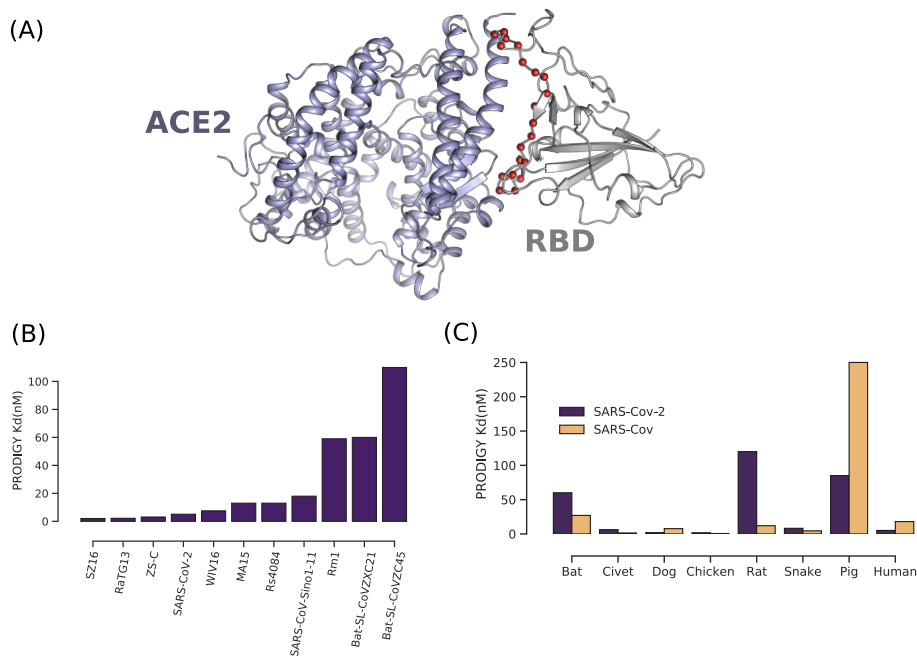 (A)
ACE2
RBD
(B)
PRODIGY Kd(nM)
100
80
60
40
20
0
SZ16
RaTG13
ZS-C
SARS-CoV-2
WIV16
MA15
Rs4084
SARS-CoV-Sino1-11
Rm1
Bat-SL-CoVZXC21
Bat-SL-CoVZC45
(C)
PRODIGY Kd(nM)
250
200
150
100
50
0
SARS-Cov-2
SARS-Cov
Bat
Civet
Dog
Chicken
Rat
Snake
Pig
Human